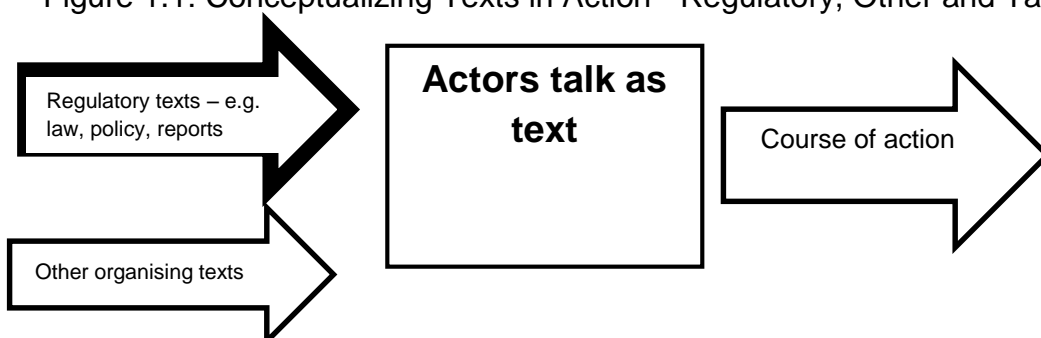 Figure 1.1: Conceptualizing Texts in Action - Regulatory, Other and Ta
Regulatory texts – e.g.
law, policy, reports
Other organising texts
Actors talk as
text
Course of action